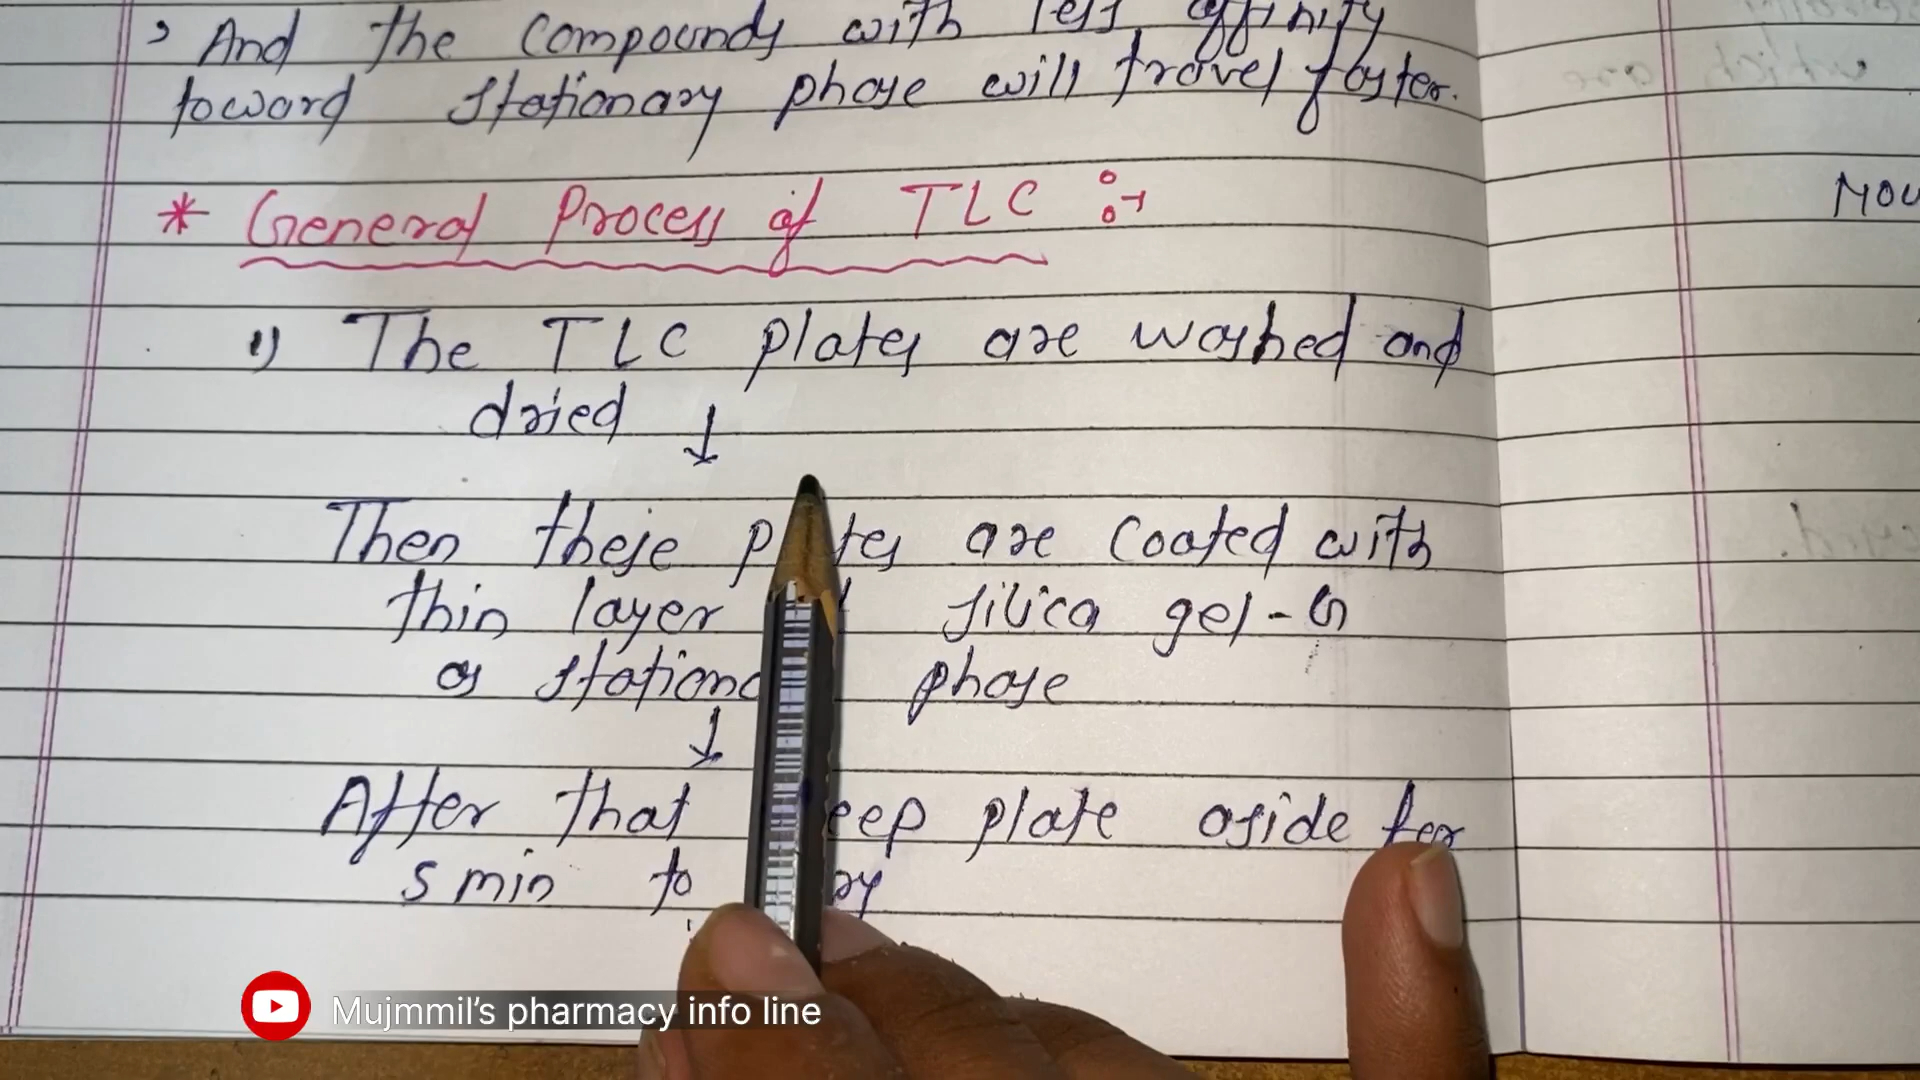 , And the compounds with less affinity
toward stationary phase will travel faster.
* General Process of TLC :-
1) The TLC plates are washed and
dried ↓
Then these plates are coated with
thin layer silica gel-G
as phase
↓
After that keep plate aside for
5 min to
Mujmmil's pharmacy info line